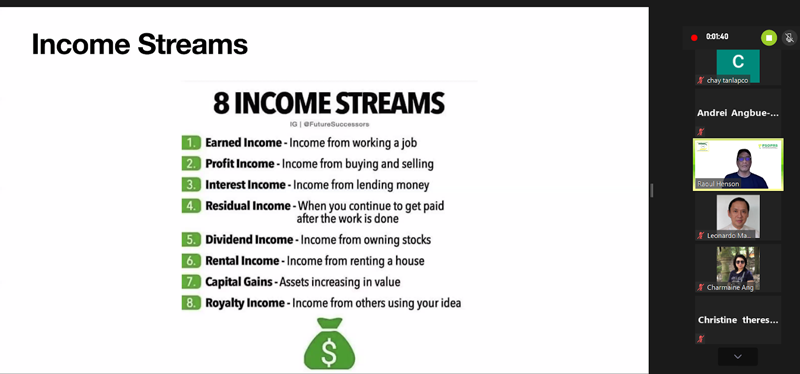 Income Streams
8 INCOME STREAMS
IG | @FutureSuccessors
1. Earned Income - Income from working a job
2. Profit Income - Income from buying and selling
3. Interest Income - Income from lending money
4. Residual Income - When you continue to get paid
after the work is done
5. Dividend Income - Income from owning stocks
6. Rental Income - Income from renting a house
7. Capital Gains - Assets increasing in value
8. Royalty Income - Income from others using your idea
$
0:01:40
C
chay tanlapco
Andrei Angbue-...
Raoul Henson
Leonardo Ma...
Charmaine Ang
Christine theres...